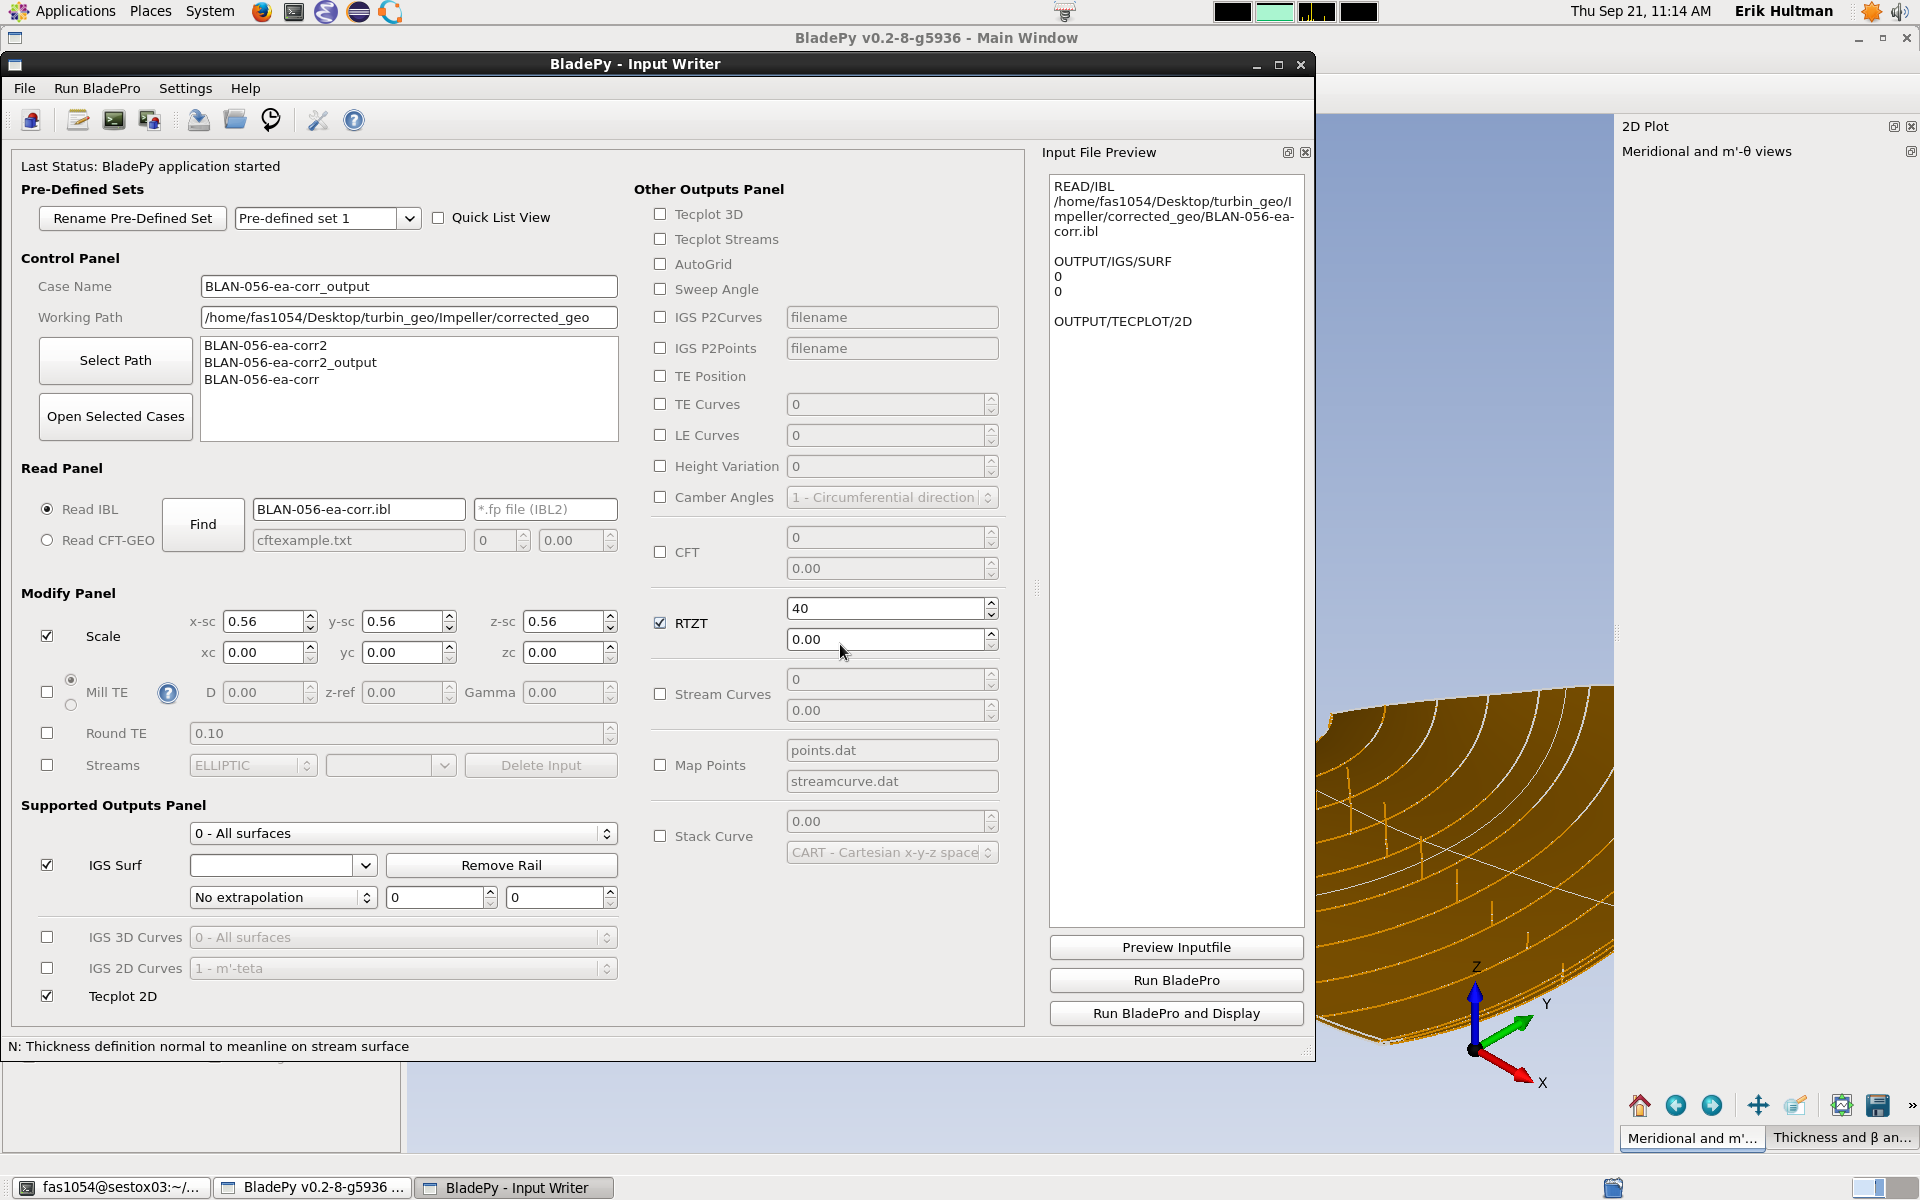 Applications Places System
Thu Sep 21, 11:14 AM Erik Hultman
BladePy v0.2-8-g5936 - Main Window
BladePy - Input Writer
File Run BladePro Settings Help
Last Status: BladePy application started
Pre-Defined Sets
Rename Pre-Defined Set Pre-defined set 1 Quick List View
Control Panel
Case Name BLAN-056-ea-corr_output
Working Path /home/fas1054/Desktop/turbin_geo/Impeller/corrected_geo
Select Path
BLAN-056-ea-corr2
BLAN-056-ea-corr2_output
BLAN-056-ea-corr
Open Selected Cases
Read Panel
Read IBL Find BLAN-056-ea-corr.ibl *.fp file (IBL2)
Read CFT-GEO cftexample.txt 0 0.00
Modify Panel
Scale
x-sc 0.56 y-sc 0.56 z-sc 0.56
xc 0.00 yc 0.00 zc 0.00
Mill TE ? D 0.00 z-ref 0.00 Gamma 0.00
Round TE 0.10
Streams ELLIPTIC Delete Input
Supported Outputs Panel
0 - All surfaces
IGS Surf Remove Rail
No extrapolation 0 0
IGS 3D Curves 0 - All surfaces
IGS 2D Curves 1 - m'-teta
Tecplot 2D
Other Outputs Panel
Tecplot 3D
Tecplot Streams
AutoGrid
Sweep Angle
IGS P2Curves filename
IGS P2Points filename
TE Position
TE Curves 0
LE Curves 0
Height Variation 0
Camber Angles 1 - Circumferential direction
CFT 0
0.00
RTZT 40
0.00
Stream Curves 0
0.00
Map Points points.dat
streamcurve.dat
Stack Curve 0.00
CART - Cartesian x-y-z space
Input File Preview
READ/IBL
/home/fas1054/Desktop/turbin_geo/I
mpeller/corrected_geo/BLAN-056-ea-
corr.ibl
OUTPUT/IGS/SURF
0
0
OUTPUT/TECPLOT/2D
Preview Inputfile
Run BladePro
Run BladePro and Display
N: Thickness definition normal to meanline on stream surface
2D Plot
Meridional and m'-θ views
Z
Y
X
»
Meridional and m'... Thickness and β an...
fas1054@sestox03:~/... BladePy v0.2-8-g5936 ... BladePy - Input Writer